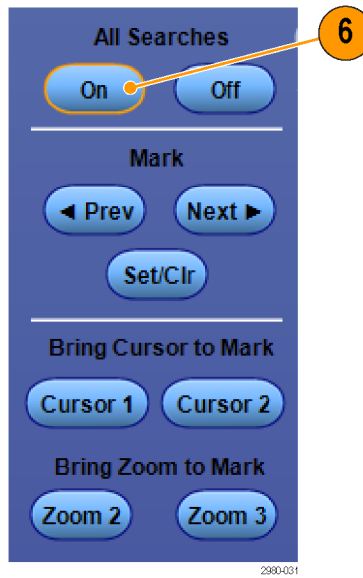 All Searches
6
On Off
Mark
◄ Prev Next ►
Set/Clr
Bring Cursor to Mark
Cursor 1 Cursor 2
Bring Zoom to Mark
Zoom 2 Zoom 3
2980-031